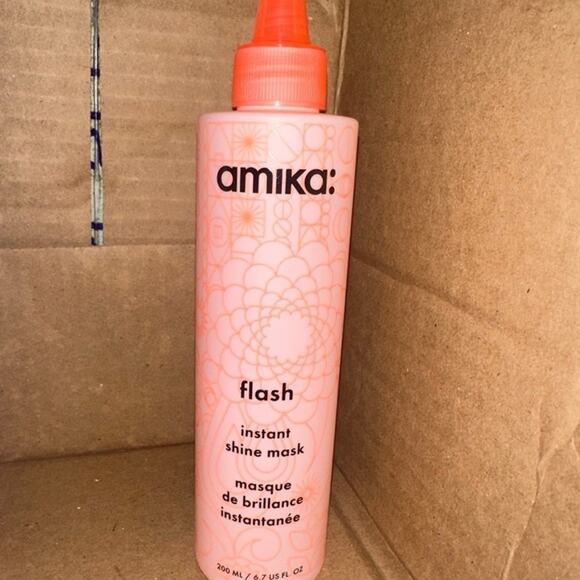 amika:
flash
instant
shine mask
masque
de brillance
instantanée
200 ML / 6.7 US FL. OZ